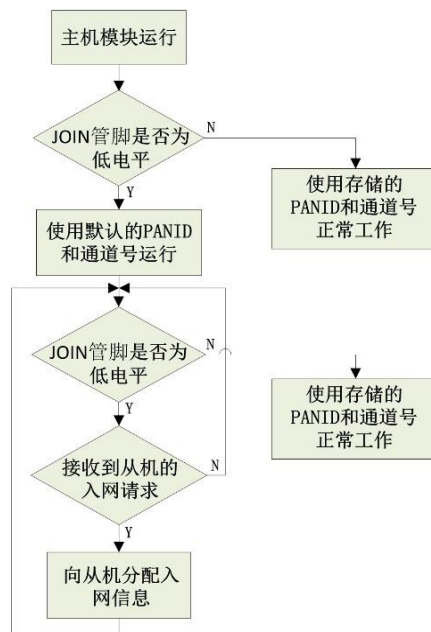 主机模块运行
JOIN管脚是否为
低电平
N
Y
使用存储的
PANID和通道号
正常工作
使用默认的PANID
和通道号运行
JOIN管脚是否为
低电平
N
Y
使用存储的
PANID和通道号
正常工作
接收到从机的
入网请求
N
Y
向从机分配入
网信息